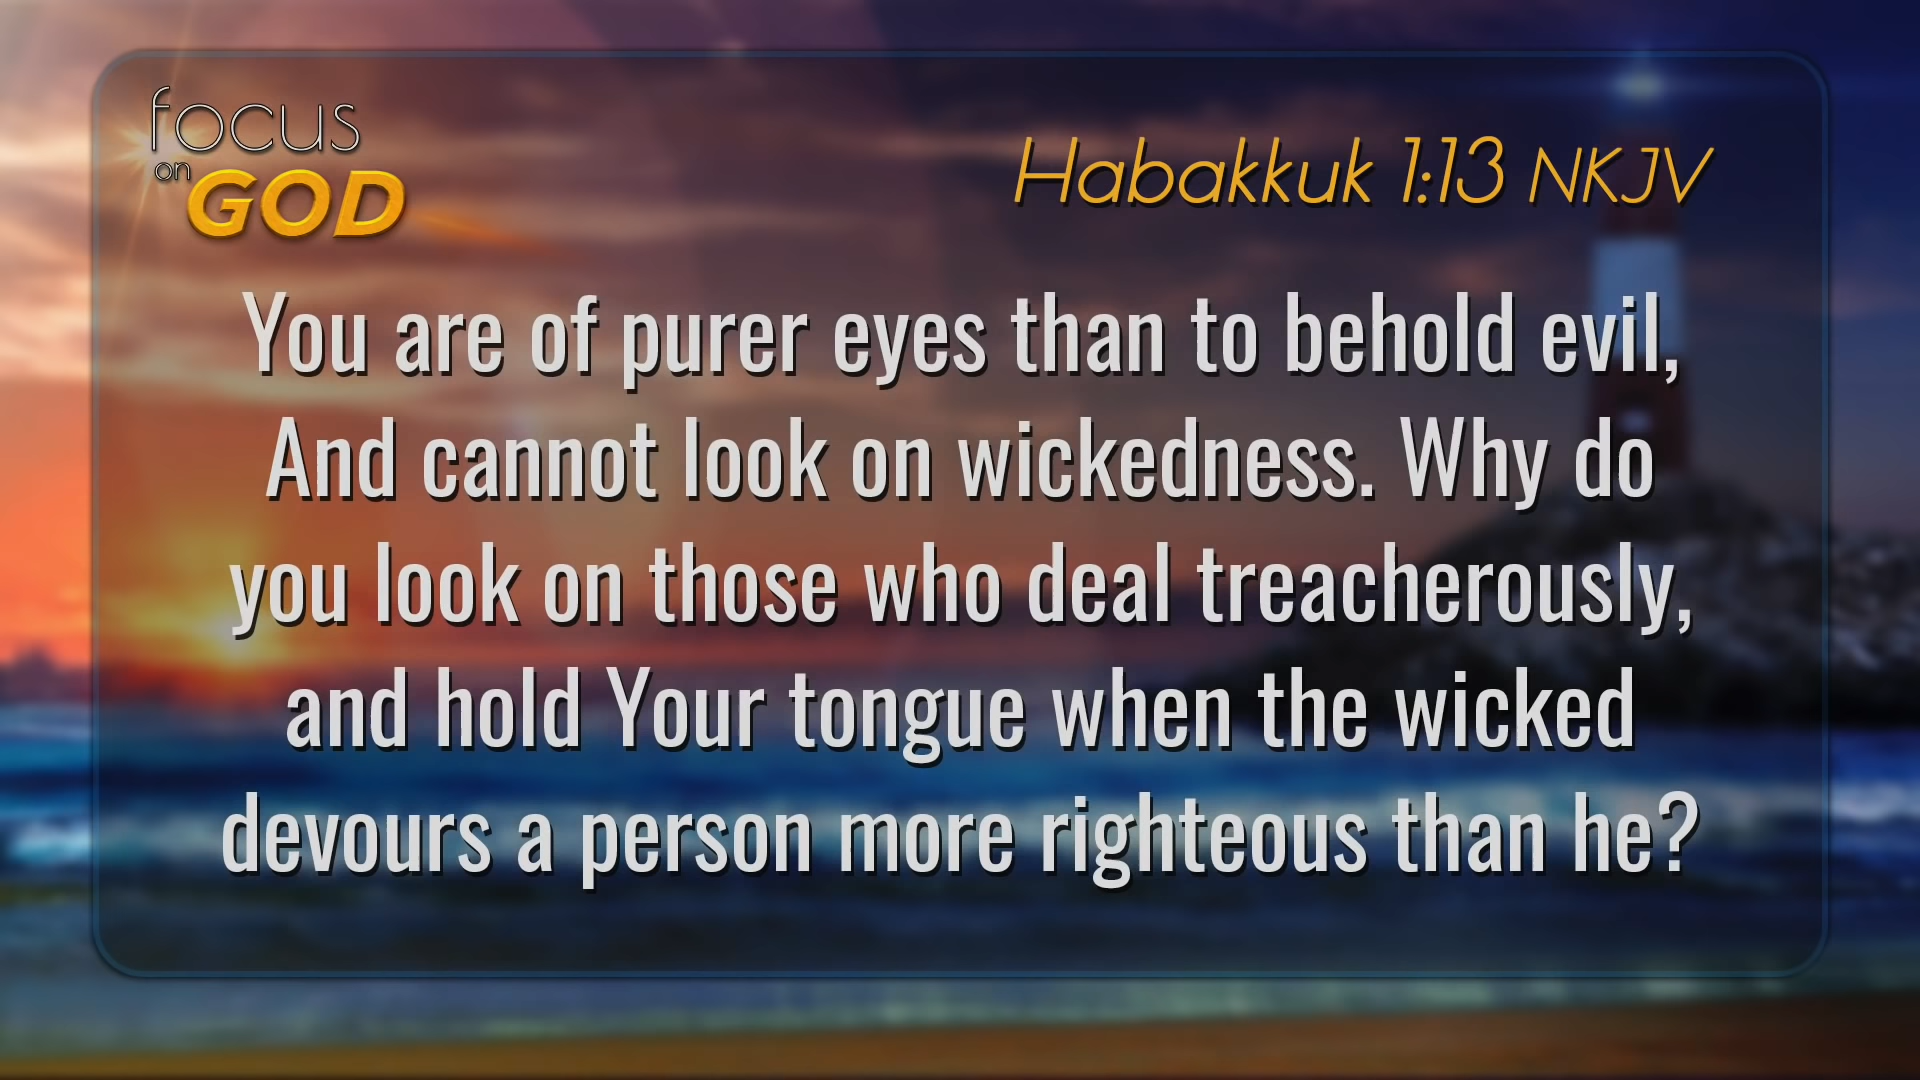 focus
on
GOD
Habakkuk 1:13 NKJV
You are of purer eyes than to behold evil,
And cannot look on wickedness. Why do
you look on those who deal treacherously,
and hold Your tongue when the wicked
devours a person more righteous than he?